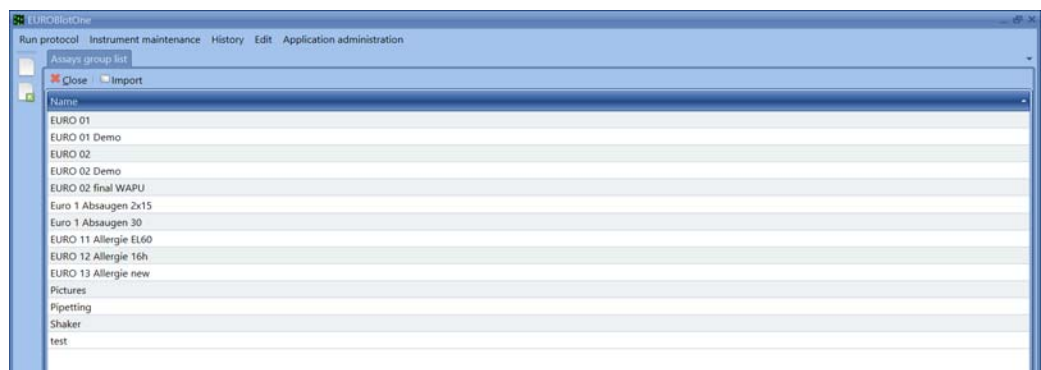 EUROBlotOne
Run protocol Instrument maintenance History Edit Application administration
Assays group list
Close Import
Name
EURO 01
EURO 01 Demo
EURO 02
EURO 02 Demo
EURO 02 final WAPU
Euro 1 Absaugen 2x15
Euro 1 Absaugen 30
EURO 11 Allergie EL60
EURO 12 Allergie 16h
EURO 13 Allergie new
Pictures
Pipetting
Shaker
test